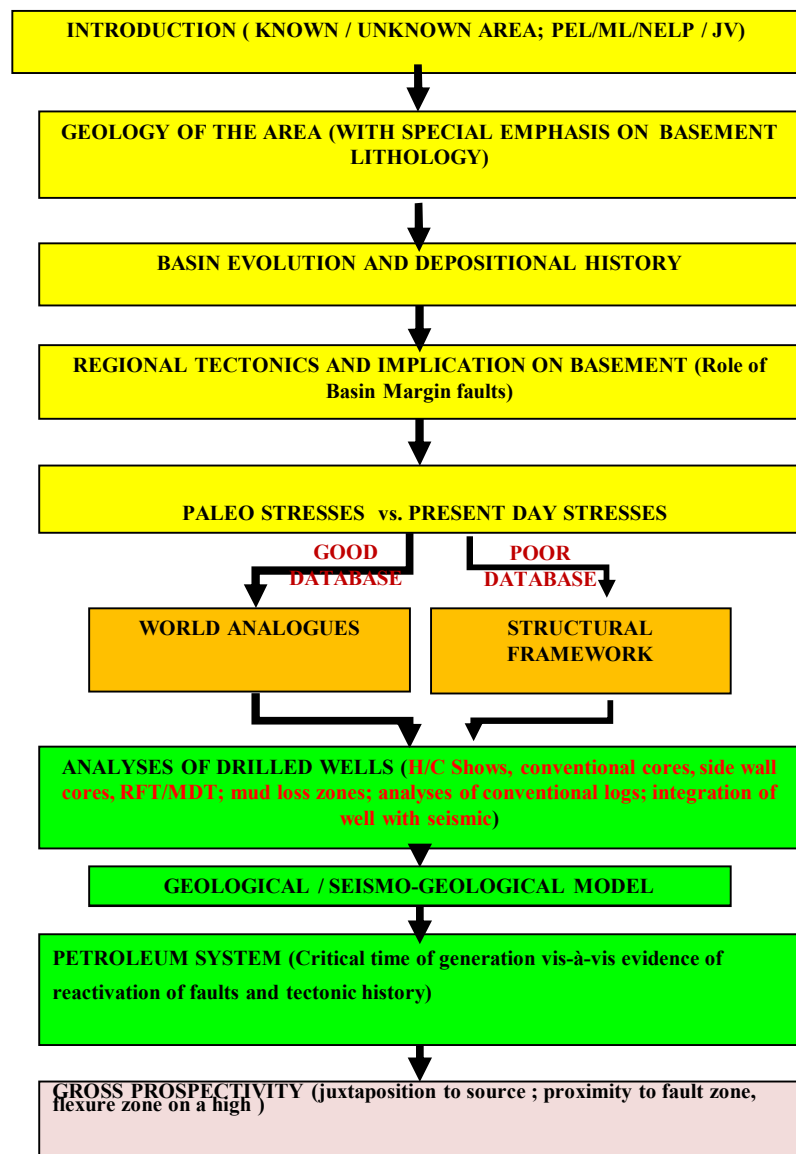 INTRODUCTION ( KNOWN / UNKNOWN AREA; PEL/ML/NELP / JV)
GEOLOGY OF THE AREA (WITH SPECIAL EMPHASIS ON BASEMENT
LITHOLOGY)
BASIN EVOLUTION AND DEPOSITIONAL HISTORY
REGIONAL TECTONICS AND IMPLICATION ON BASEMENT (Role of
Basin Margin faults)
PALEO STRESSES vs. PRESENT DAY STRESSES
GOOD
DATABASE
POOR
DATABASE
WORLD ANALOGUES
STRUCTURAL
FRAMEWORK
ANALYSES OF DRILLED WELLS (H/C Shows, conventional cores, side wall
cores, RFT/MDT; mud loss zones; analyses of conventional logs; integration of
well with seismic)
GEOLOGICAL / SEISMO-GEOLOGICAL MODEL
PETROLEUM SYSTEM (Critical time of generation vis-à-vis evidence of
reactivation of faults and tectonic history)
GROSS PROSPECTIVITY (juxtaposition to source ; proximity to fault zone,
flexure zone on a high )